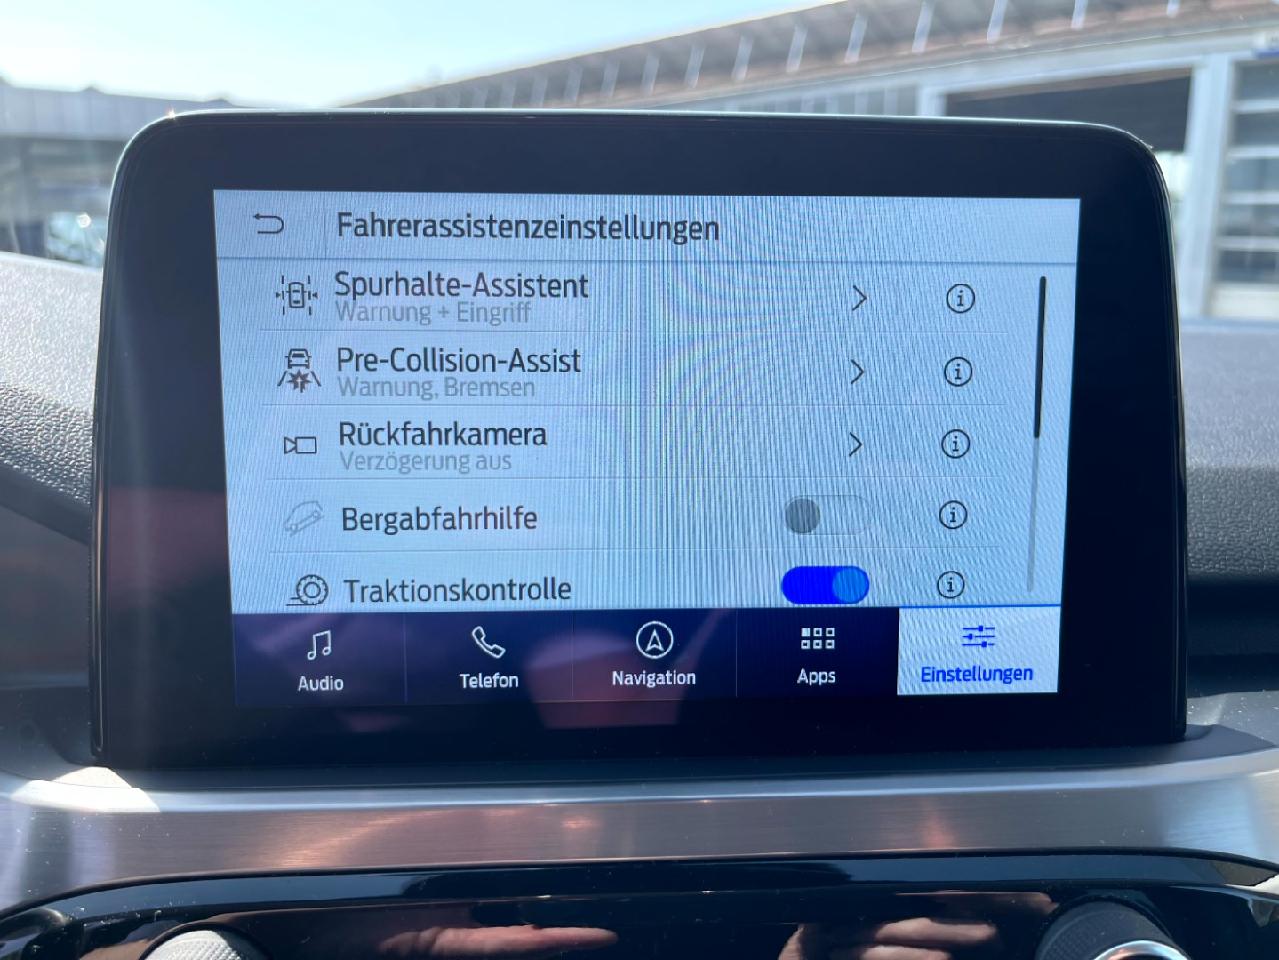 Fahrerassistenzeinstellungen
Spurhalte-Assistent
Warnung + Eingriff
Pre-Collision-Assist
Warnung, Bremsen
Rückfahrkamera
Verzögerung aus
Bergabfahrhilfe
Traktionskontrolle
Audio
Telefon
Navigation
Apps
Einstellungen